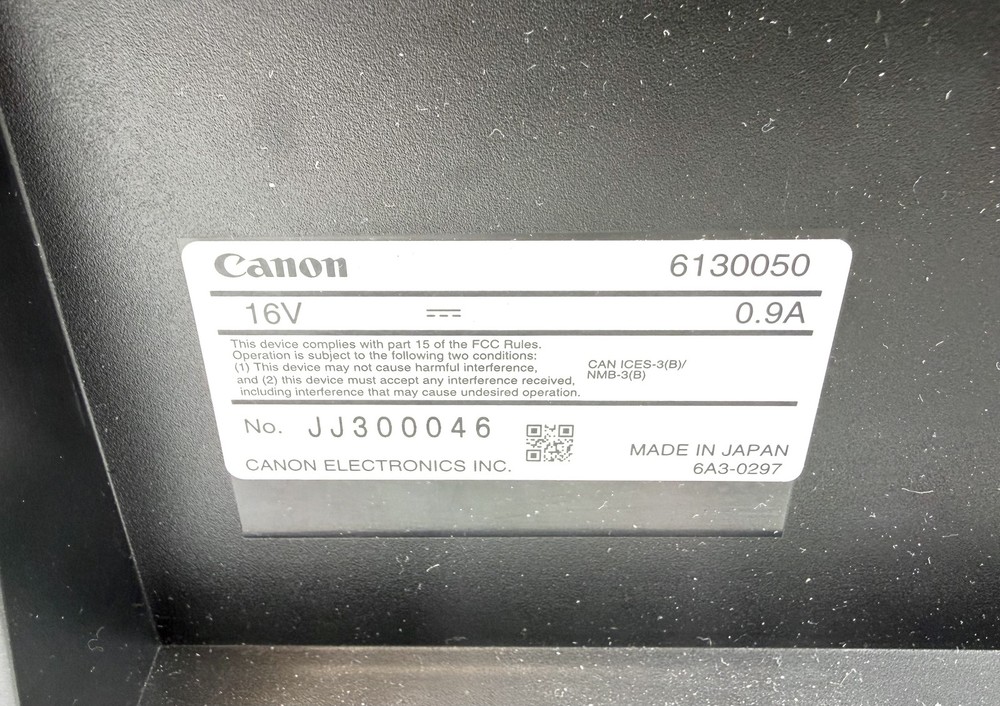 Canon 6130050
16V 0.9A
This device complies with part 15 of the FCC Rules.
Operation is subject to the following two conditions:
(1) This device may not cause harmful interference,
and (2) this device must accept any interference received,
including interference that may cause undesired operation.
CAN ICES-3(B)/
NMB-3(B)
No. JJ300046
CANON ELECTRONICS INC.
MADE IN JAPAN
6A3-0297